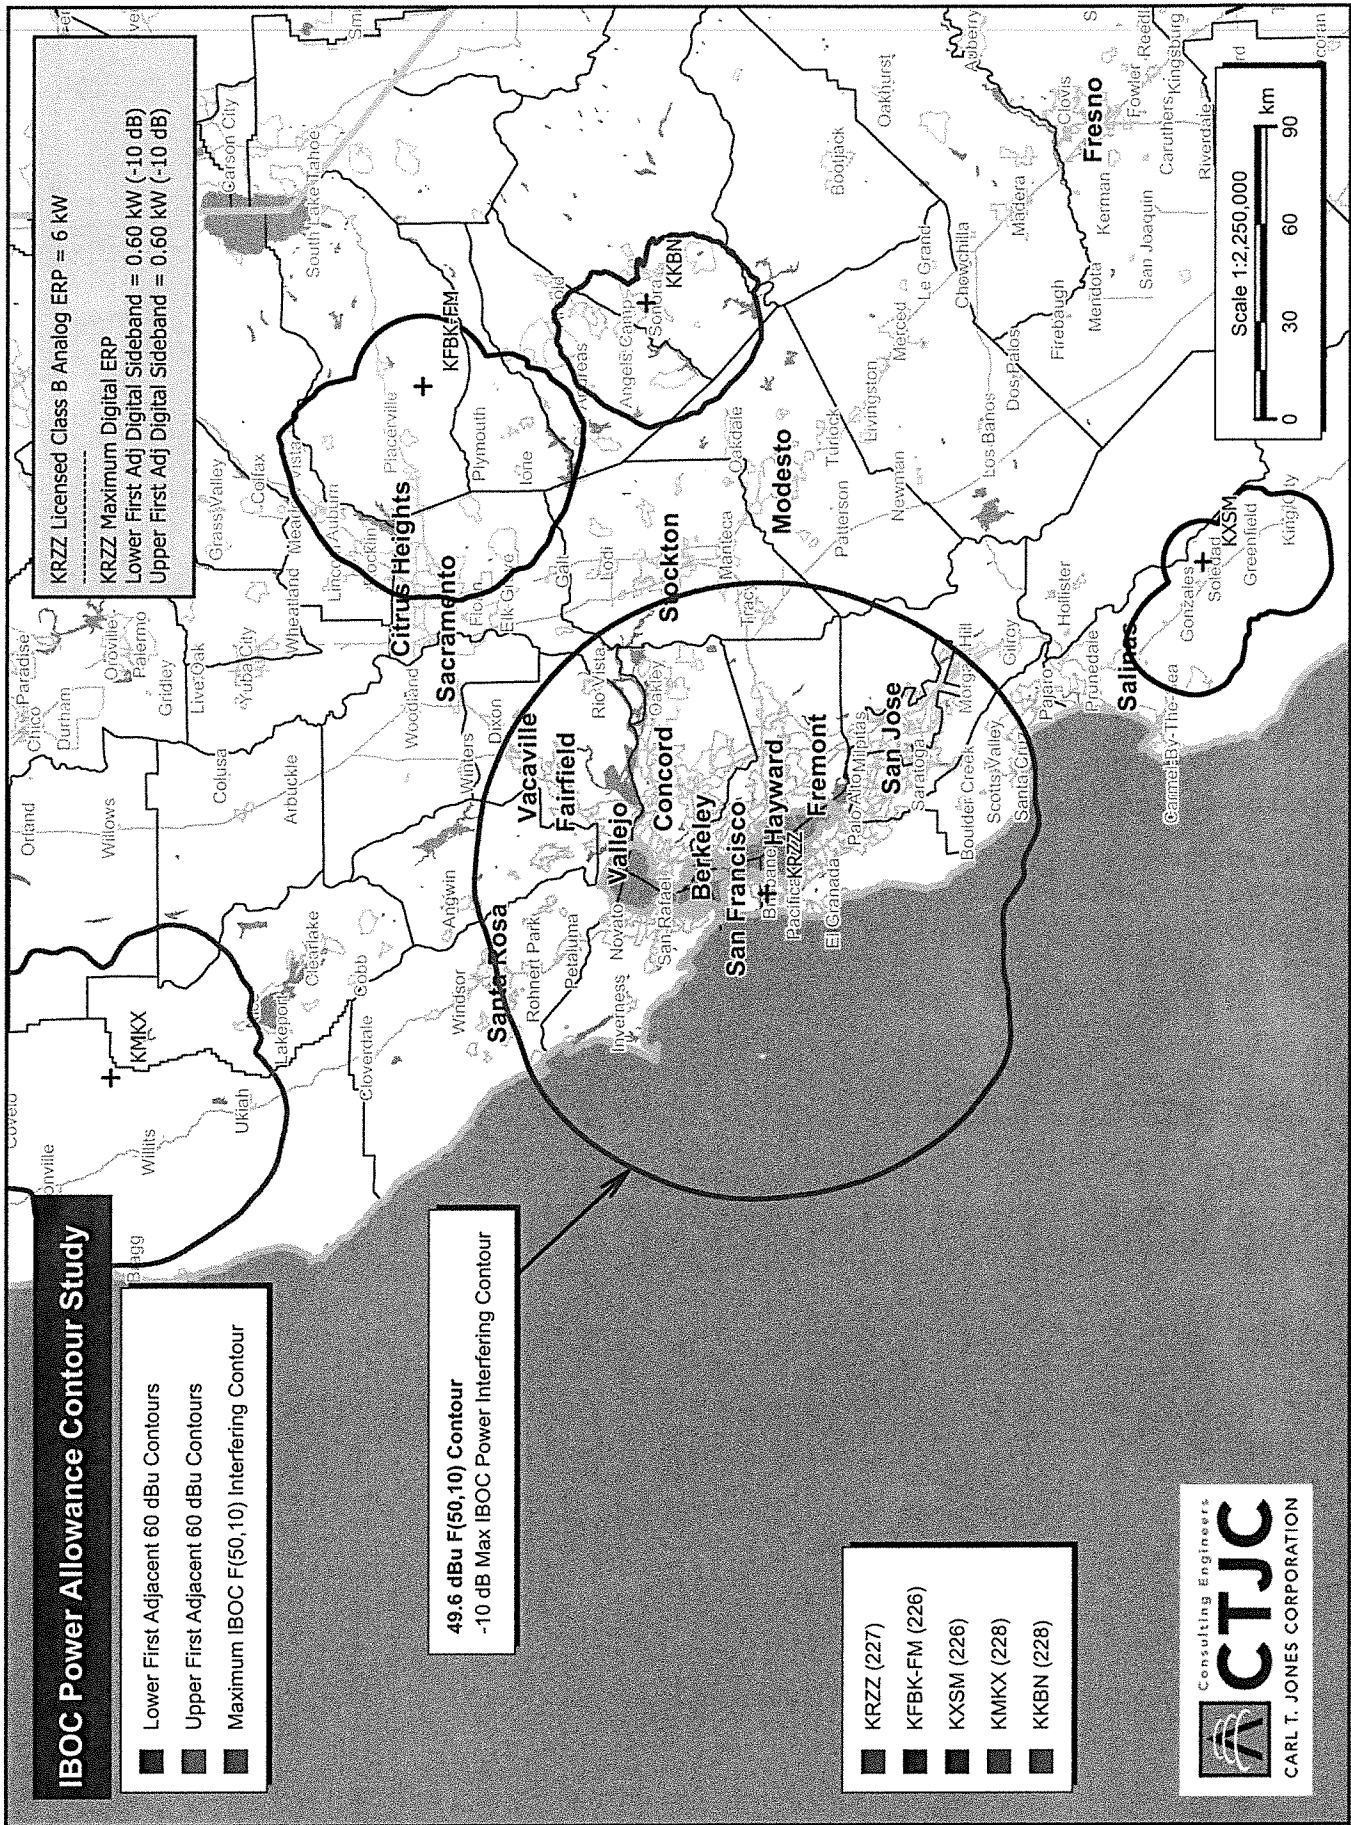 IBOC Power Allowance Contour Study
Lower First Adjacent 60 dBu Contours
Upper First Adjacent 60 dBu Contours
Maximum IBOC F(50,10) Interfering Contour
49.6 dBu F(50,10) Contour
-10 dB Max IBOC Power Interfering Contour
KRZZ (227)
KFBK-FM (226)
KXSM (226)
KMKX (228)
KKBN (228)
Consulting Engineers
CTJC
CARL T. JONES CORPORATION
KRZZ Licensed Class B Analog ERP = 6 kW
KRZZ Maximum Digital ERP
Lower First Adj Digital Sideband = 0.60 kW (-10 dB)
Upper First Adj Digital Sideband = 0.60 kW (-10 dB)
Scale 1:2,250,000
0 30 60 90 km
KMKX
KFBK-FM
KKBN
KRZZ
KXSM
Willits
Ukiah
Lakeport
Clearlake
Cobb
Cloverdale
Windsor
Angwin
Santa Rosa
Rohnert Park
Petaluma
Inverness
Novato
San Rafael
Orland
Willows
Chico
Paradise
Durham
Oroville
Palermo
Gridley
Live Oak
Yuba City
Colusa
Arbuckle
Wheatland
Grass Valley
Colfax
Lincoln
Auburn
Rocklin
Placerville
Woodland
Winters
Dixon
Citrus Heights
Sacramento
Florin
Elk Grove
Plymouth
Ione
Galt
Lodi
Carson City
South Lake Tahoe
Vacaville
Fairfield
Vallejo
Rio Vista
Oakley
Concord
Berkeley
San Francisco
Brisbane
Pacifica
El Granada
Hayward
Fremont
Palo Alto
Milpitas
San Jose
Saratoga
Stockton
Manteca
Tracy
Modesto
Oakdale
Angels Camp
Sonora
Patterson
Turlock
Newman
Livingston
Merced
Le Grand
Chowchilla
Los Banos
Dos Palos
Firebaugh
Mendota
Madera
Kerman
San Joaquin
Fresno
Clovis
Fowler
Caruthers
Kingsburg
Riverdale
Auberry
Oakhurst
Bootjack
Boulder Creek
Scotts Valley
Santa Cruz
Morgan Hill
Gilroy
Hollister
Pajaro
Prunedale
Salinas
Carmel-By-The-Sea
Gonzales
Soledad
Greenfield
King City